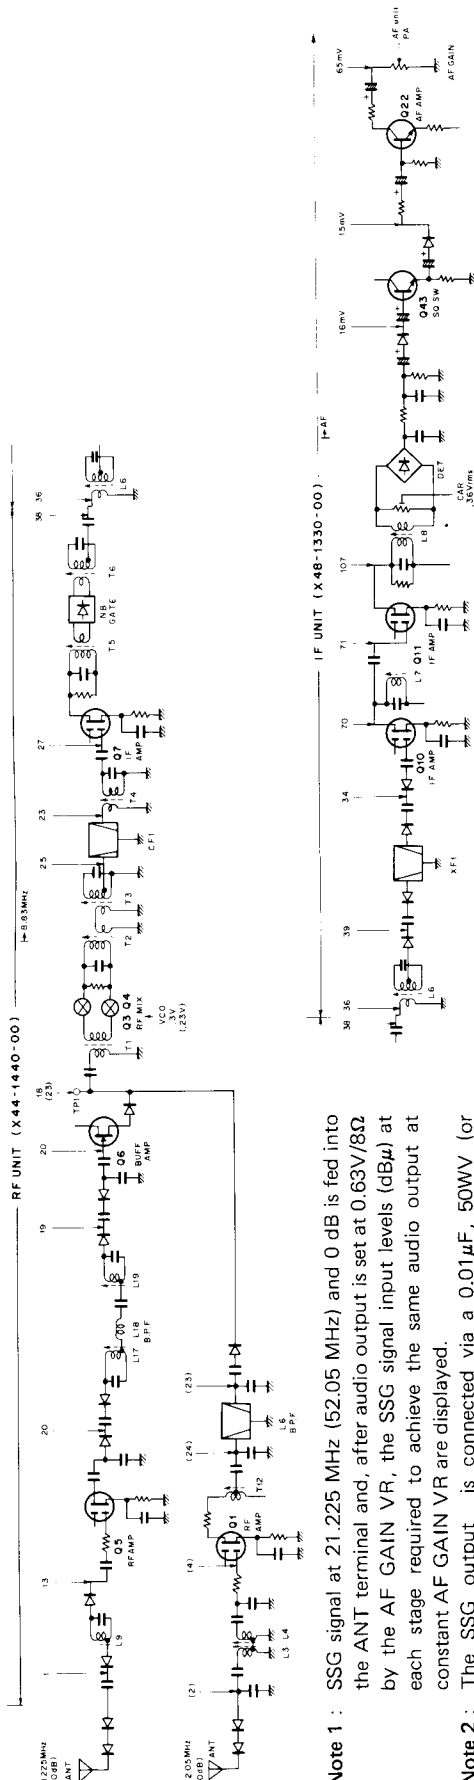 RF UNIT (X44-1440-00)
8.83MHz
1.225MHz
0dB)
ANT
1
L9
13
Q5
RF AMP
20
L17
L18
B.P.F
L19
19
20
Q6
BUFF
AMP
18
(23)
TP1
T1
Q3 Q4
RF MIX
VCO
.3V
(.23V)
T2
T3
25
CF1
23
T4
Q7
IF
AMP
27
T5
NB
GATE
T6
38
36
L6
2.05MHz
0dB)
ANT
(2)
L3
L4
(4)
Q1
RF
AMP
T12
(24)
L6
B.P.F
(23)
IF UNIT (X48-1330-00)
AF
38
36
L6
39
XF1
34
Q10
IF AMP
70
L7
71
Q11
IF AMP
107
L8
CAR
.36Vrms
DET
16mV
Q43
SQ SW
15mV
Q22
AF AMP
65mV
AF unit
PA
AF GAIN
Note 1 : SSG signal at 21.225 MHz (52.05 MHz) and 0 dB is fed into
the ANT terminal and, after audio output is set at 0.63V/8Ω
by the AF GAIN VR, the SSG signal input levels (dBμ) at
each stage required to achieve the same audio output at
constant AF GAIN VR are displayed.
Note 2 : The SSG output is connected via a 0.01μF, 50WV (or